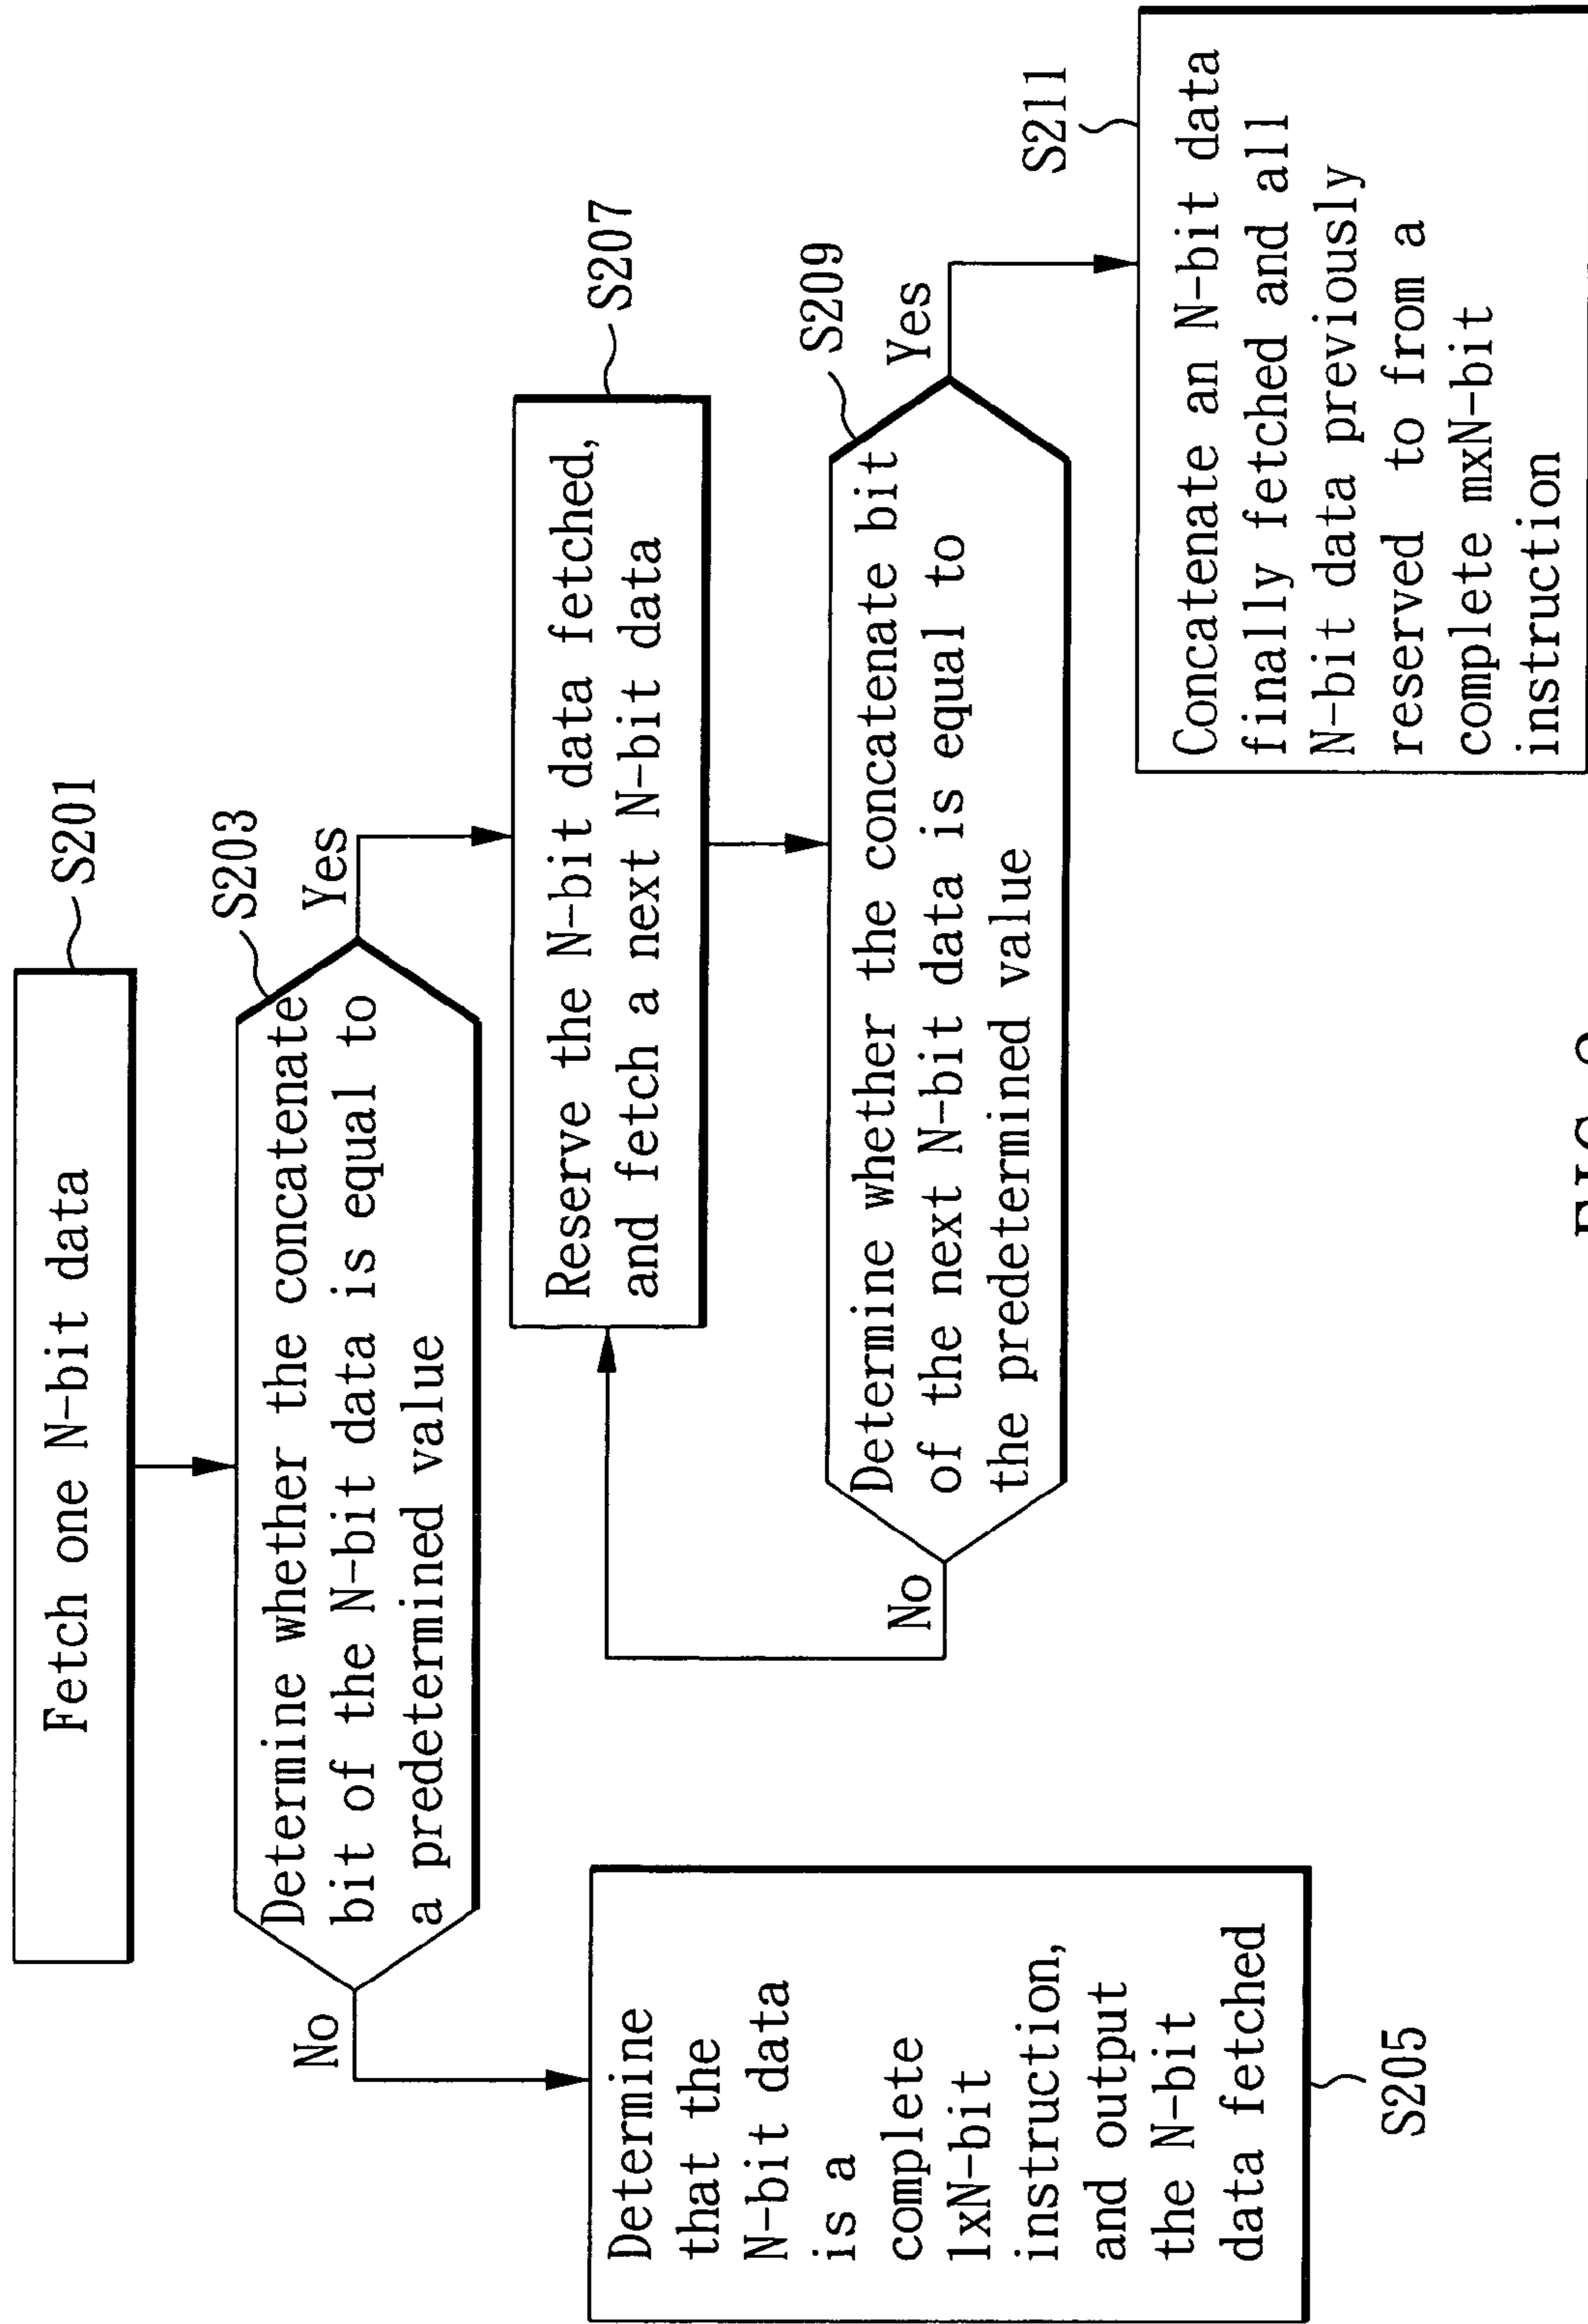 Fetch one N-bit data
S201
Determine whether the concatenate
bit of the N-bit data is equal to
a predetermined value
S203
No
Yes
Determine
that the
N-bit data
is a
complete
1xN-bit
instruction,
and output
the N-bit
data fetched
S205
Reserve the N-bit data fetched,
and fetch a next N-bit data
S207
Determine whether the concatenate bit
of the next N-bit data is equal to
the predetermined value
S209
No
Yes
Concatenate an N-bit data
finally fetched and all
N-bit data previously
reserved to from a
complete mxN-bit
instruction
S211